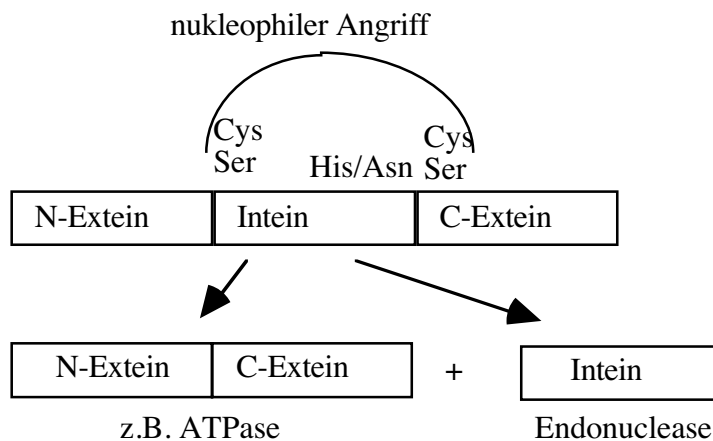 nukleophiler Angriff
Cys Cys
Ser His/Asn Ser
N-Extein Intein C-Extein
N-Extein C-Extein + Intein
z.B. ATPase Endonuclease